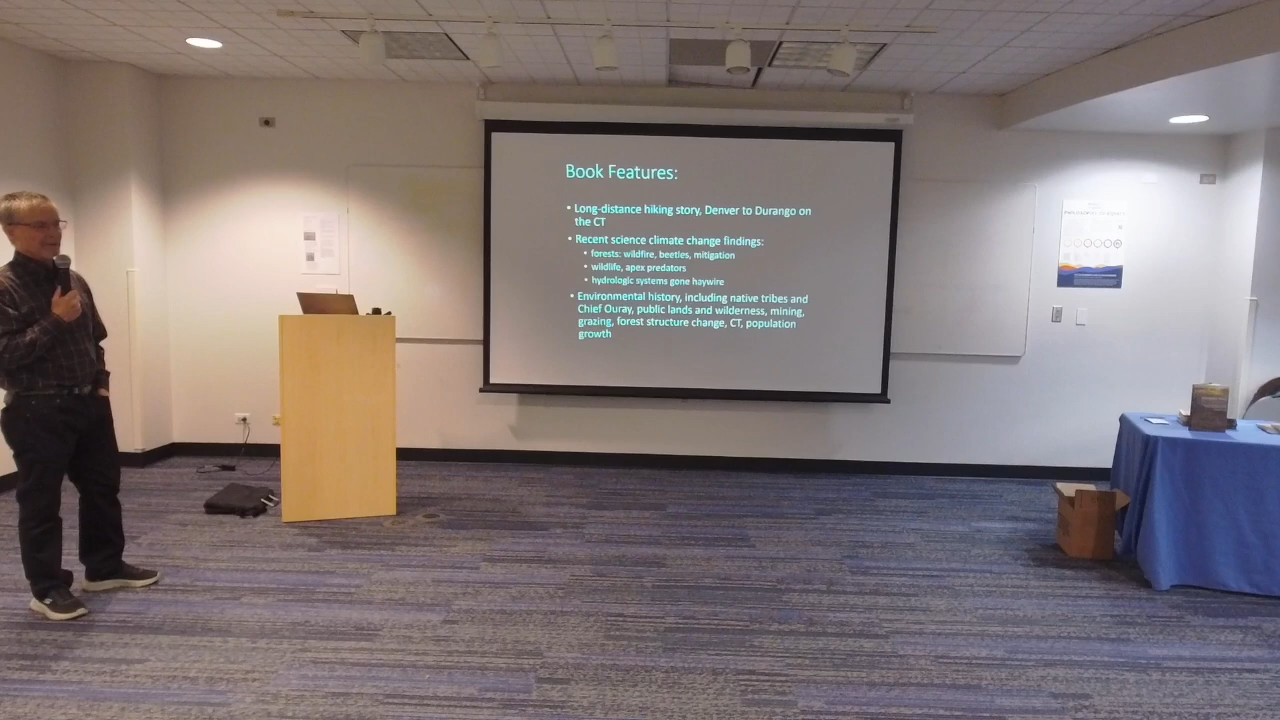 Book Features:
• Long-distance hiking story, Denver to Durango on
the CT
• Recent science climate change findings:
• forests: wildfire, beetles, mitigation
• wildlife, apex predators
• hydrologic systems gone haywire
• Environmental history, including native tribes and
Chief Ouray, public lands and wilderness, mining,
grazing, forest structure change, CT, population
growth